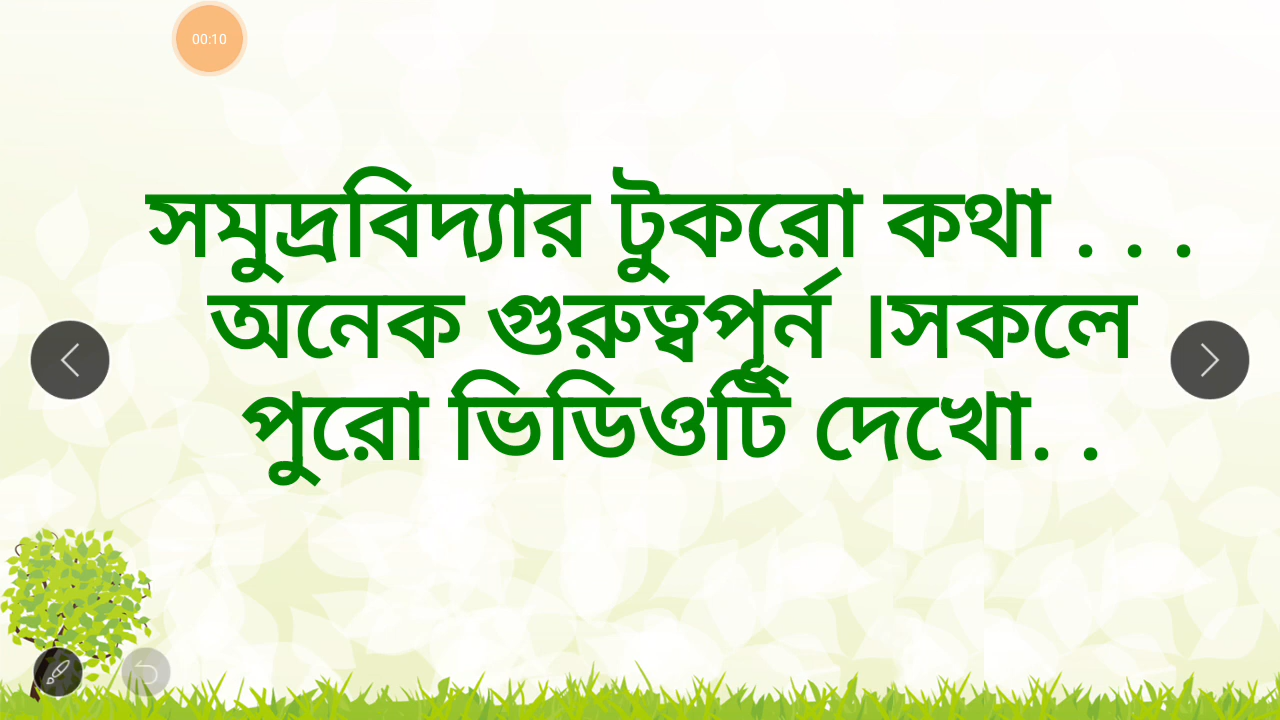 00:10
সমুদ্রবিদ্যার টুকরো কথা . . .
অনেক গুরুত্বপূর্ন ।সকলে
পুরো ভিডিওটি দেখো. .